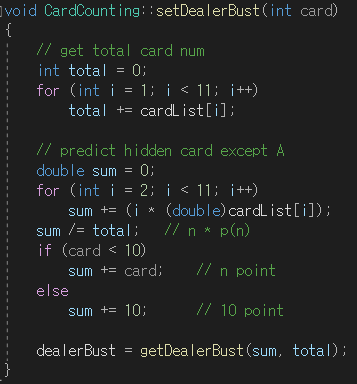 void CardCounting::setDealerBust(int card)
{
// get total card num
int total = 0;
for (int i = 1; i < 11; i++)
total += cardList[i];
// predict hidden card except A
double sum = 0;
for (int i = 2; i < 11; i++)
sum += (i * (double)cardList[i]);
sum /= total; // n * p(n)
if (card < 10)
sum += card; // n point
else
sum += 10; // 10 point
dealerBust = getDealerBust(sum, total);
}